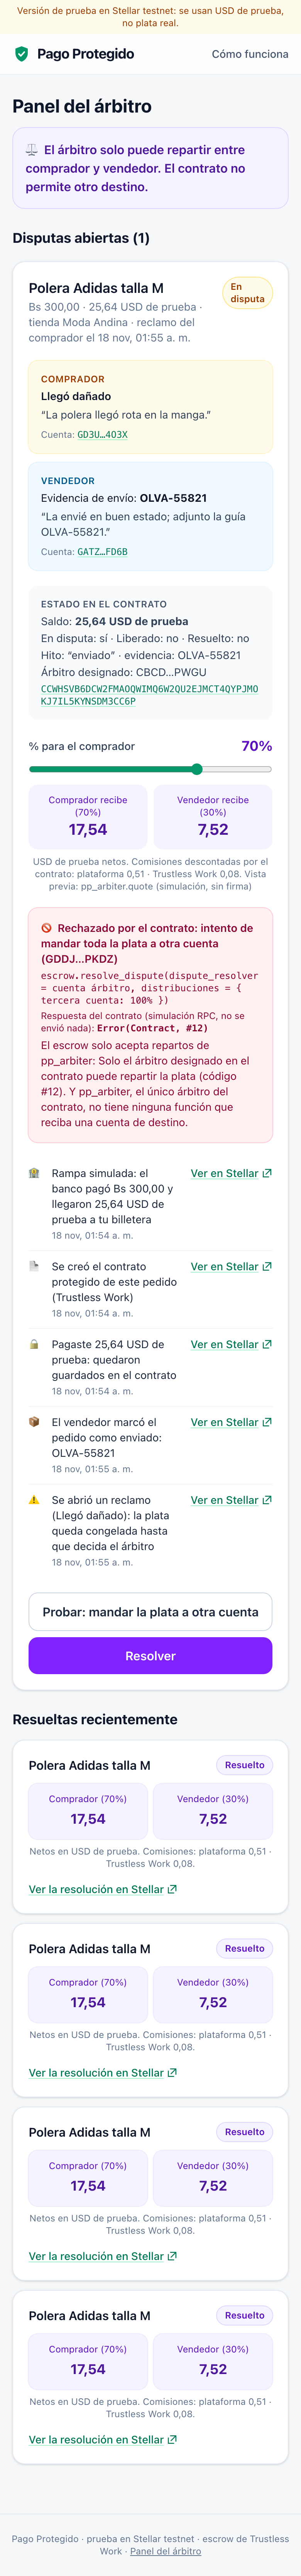 Versión de prueba en Stellar testnet: se usan USD de prueba,
no plata real.
Pago Protegido
Cómo funciona
Panel del árbitro
El árbitro solo puede repartir entre
comprador y vendedor. El contrato no
permite otro destino.
Disputas abiertas (1)
Polera Adidas talla M
En
disputa
Bs 300,00 · 25,64 USD de prueba ·
tienda Moda Andina · reclamo del
comprador el 18 nov, 01:55 a. m.
COMPRADOR
Llegó dañado
“La polera llegó rota en la manga.”
Cuenta: GD3U…4O3X
VENDEDOR
Evidencia de envío: OLVA-55821
“La envié en buen estado; adjunto la guía
OLVA-55821.”
Cuenta: GATZ…FD6B
ESTADO EN EL CONTRATO
Saldo: 25,64 USD de prueba
En disputa: sí · Liberado: no · Resuelto: no
Hito: “enviado” · evidencia: OLVA-55821
Árbitro designado: CBCD…PWGU
CCWHSVB6DCW2FMAOQWIMQ6W2QU2EJMCT4QYPJMO
KJ7IL5KYNSDM3CC6P
% para el comprador
70%
Comprador recibe
(70%)
17,54
Vendedor recibe
(30%)
7,52
USD de prueba netos. Comisiones descontadas por el
contrato: plataforma 0,51 · Trustless Work 0,08. Vista
previa: pp_arbiter.quote (simulación, sin firma)
Rechazado por el contrato: intento de
mandar toda la plata a otra cuenta
(GDDJ…PKDZ)
escrow.resolve_dispute(dispute_resolver
= cuenta árbitro, distributions = {
tercera cuenta: 100% })
Respuesta del contrato (simulación RPC, no se
envió nada): Error(Contract, #12)
El escrow solo acepta repartos de
pp_arbiter: Solo el árbitro designado en el
contrato puede repartir la plata (código
#12). Y pp_arbiter, el único árbitro del
contrato, no tiene ninguna función que
reciba una cuenta de destino.
Rampa simulada: el
banco pagó Bs 300,00 y
llegaron 25,64 USD de
prueba a tu billetera
18 nov, 01:54 a. m.
Ver en Stellar
Se creó el contrato
protegido de este pedido
(Trustless Work)
18 nov, 01:54 a. m.
Ver en Stellar
Pagaste 25,64 USD de
prueba: quedaron
guardados en el contrato
18 nov, 01:54 a. m.
Ver en Stellar
El vendedor marcó el
pedido como enviado:
OLVA-55821
18 nov, 01:55 a. m.
Ver en Stellar
Se abrió un reclamo
(Llegó dañado): la plata
queda congelada hasta
que decida el árbitro
18 nov, 01:55 a. m.
Ver en Stellar
Probar: mandar la plata a otra cuenta
Resolver
Resueltas recientemente
Polera Adidas talla M
Resuelto
Comprador (70%)
17,54
Vendedor (30%)
7,52
Netos en USD de prueba. Comisiones: plataforma 0,51 ·
Trustless Work 0,08.
Ver la resolución en Stellar
Polera Adidas talla M
Resuelto
Comprador (70%)
17,54
Vendedor (30%)
7,52
Netos en USD de prueba. Comisiones: plataforma 0,51 ·
Trustless Work 0,08.
Ver la resolución en Stellar
Polera Adidas talla M
Resuelto
Comprador (70%)
17,54
Vendedor (30%)
7,52
Netos en USD de prueba. Comisiones: plataforma 0,51 ·
Trustless Work 0,08.
Ver la resolución en Stellar
Polera Adidas talla M
Resuelto
Comprador (70%)
17,54
Vendedor (30%)
7,52
Netos en USD de prueba. Comisiones: plataforma 0,51 ·
Trustless Work 0,08.
Ver la resolución en Stellar
Pago Protegido · prueba en Stellar testnet · escrow de Trustless
Work · Panel del árbitro